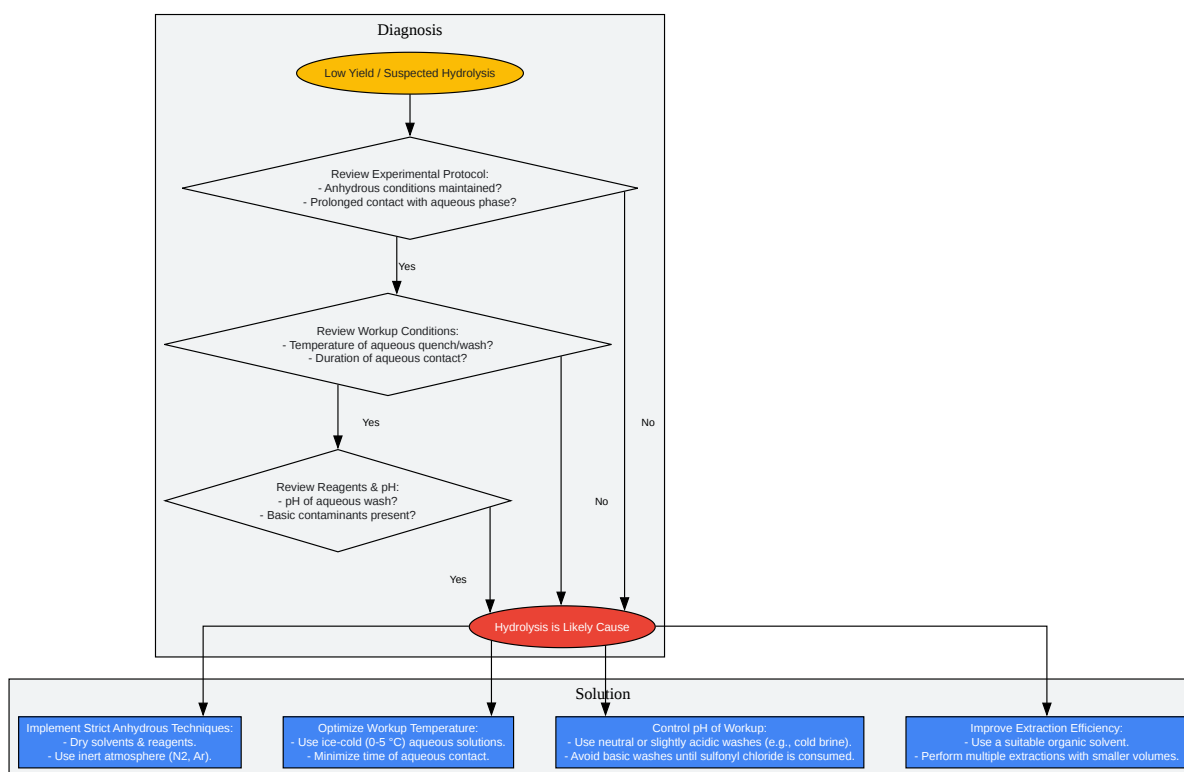 Diagnosis
Low Yield / Suspected Hydrolysis
Review Experimental Protocol:
- Anhydrous conditions maintained?
- Prolonged contact with aqueous phase?
Yes
Review Workup Conditions:
- Temperature of aqueous quench/wash?
- Duration of aqueous contact?
Yes
No
Review Reagents & pH:
- pH of aqueous wash?
- Basic contaminants present?
No
Yes
Hydrolysis is Likely Cause
Solution
Implement Strict Anhydrous Techniques:
- Dry solvents & reagents.
- Use inert atmosphere (N2, Ar).
Optimize Workup Temperature:
- Use ice-cold (0-5 °C) aqueous solutions.
- Minimize time of aqueous contact.
Control pH of Workup:
- Use neutral or slightly acidic washes (e.g., cold brine).
- Avoid basic washes until sulfonyl chloride is consumed.
Improve Extraction Efficiency:
- Use a suitable organic solvent.
- Perform multiple extractions with smaller volumes.